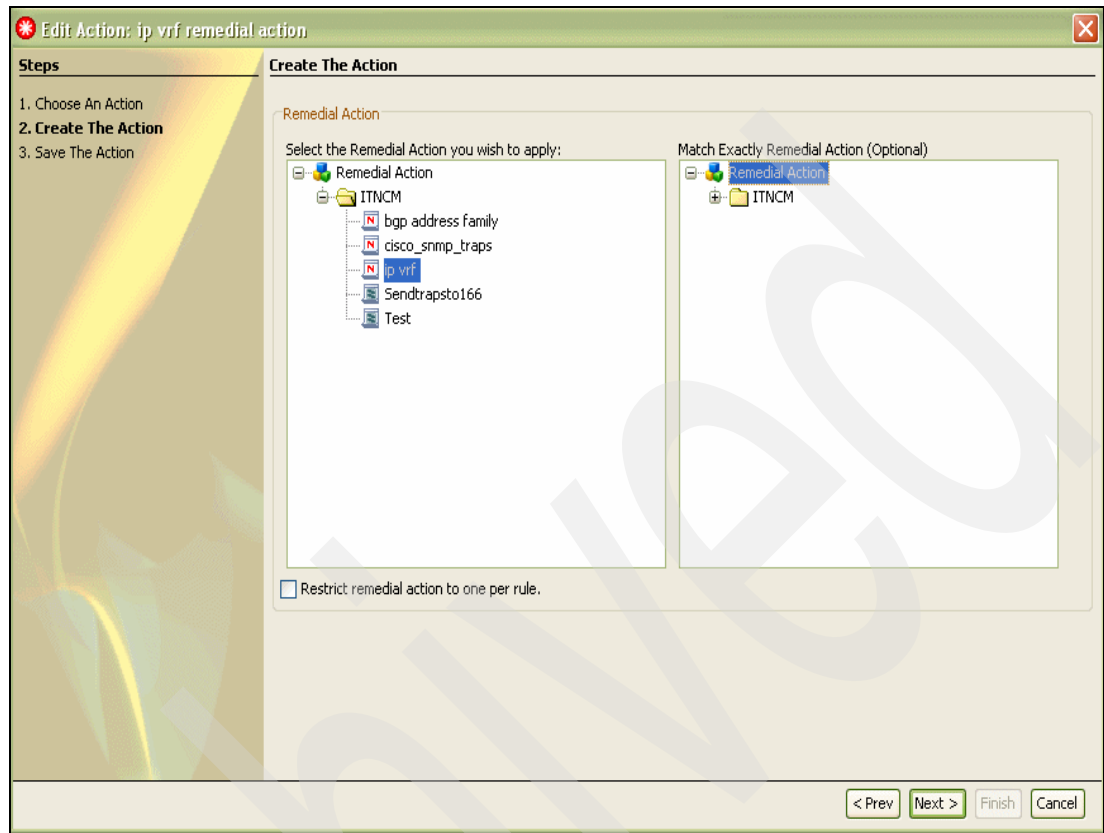 Edit Action: ip vrf remedial action
Steps
1. Choose An Action
2. Create The Action
3. Save The Action
Create The Action
Remedial Action
Select the Remedial Action you wish to apply:
Remedial Action
ITNCM
bgp address family
cisco_snmp_traps
ip vrf
Sendtrapsto166
Test
Match Exactly Remedial Action (Optional)
Remedial Action
ITNCM
Restrict remedial action to one per rule.
< Prev
Next >
Finish
Cancel